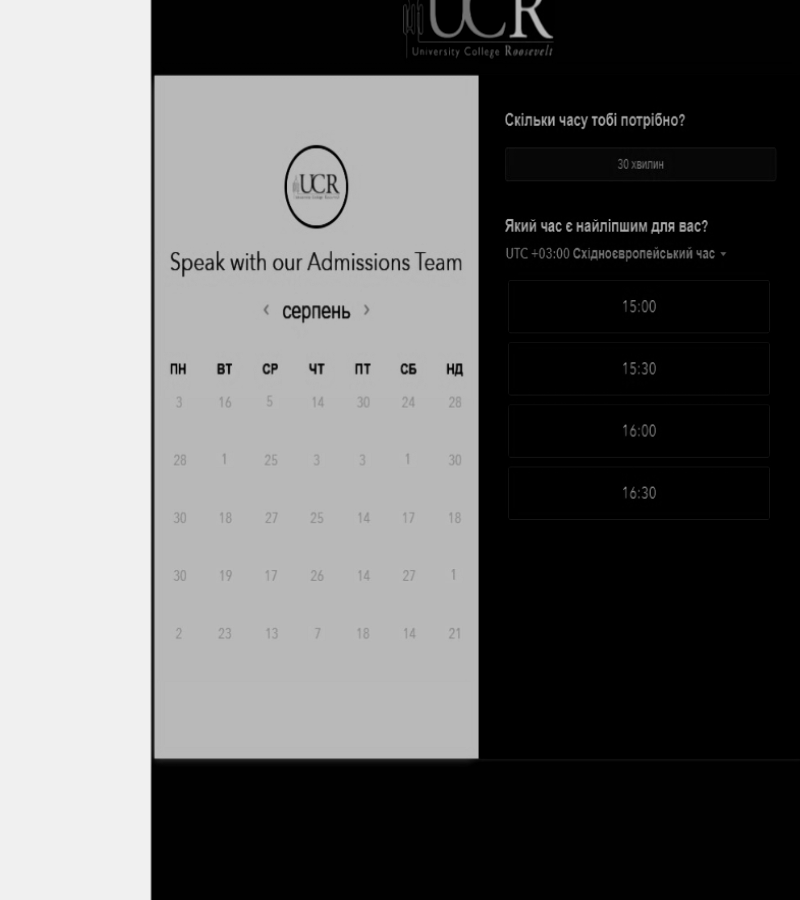 UCR
University College Roosevelt
UCR
Speak with our Admissions Team
‹ серпень ›
ПН ВТ СР ЧТ ПТ СБ НД
3 16 5 14 30 24 28
28 1 25 3 3 1 30
30 18 27 25 14 17 18
30 19 17 26 14 27 1
2 23 13 7 18 14 21
Скільки часу тобі потрібно?
30 хвилин
Який час є найліпшим для вас?
UTC +03:00 Східноєвропейський час
15:00
15:30
16:00
16:30